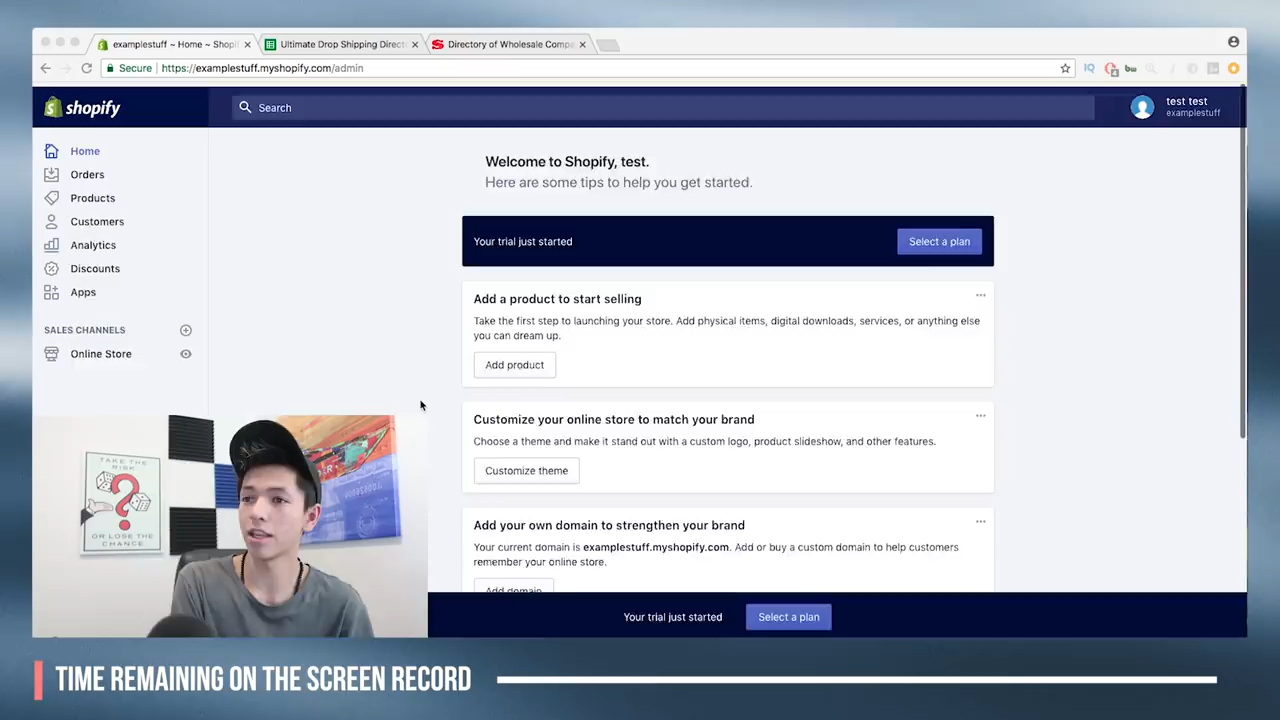 examplestuff ~ Home ~ Shopif
Ultimate Drop Shipping Direct
Directory of Wholesale Compa
Secure
https://examplestuff.myshopify.com/admin
shopify
Search
test test
examplestuff
Home
Orders
Products
Customers
Analytics
Discounts
Apps
SALES CHANNELS
Online Store
Welcome to Shopify, test.
Here are some tips to help you get started.
Your trial just started
Select a plan
Add a product to start selling
Take the first step to launching your store. Add physical items, digital downloads, services, or anything else
you can dream up.
Add product
Customize your online store to match your brand
Choose a theme and make it stand out with a custom logo, product slideshow, and other features.
Customize theme
Add your own domain to strengthen your brand
Your current domain is examplestuff.myshopify.com. Add or buy a custom domain to help customers
remember your online store.
Add domain
Your trial just started
Select a plan
TAKE THE
RISK
OR LOSE THE
CHANCE
TIME REMAINING ON THE SCREEN RECORD